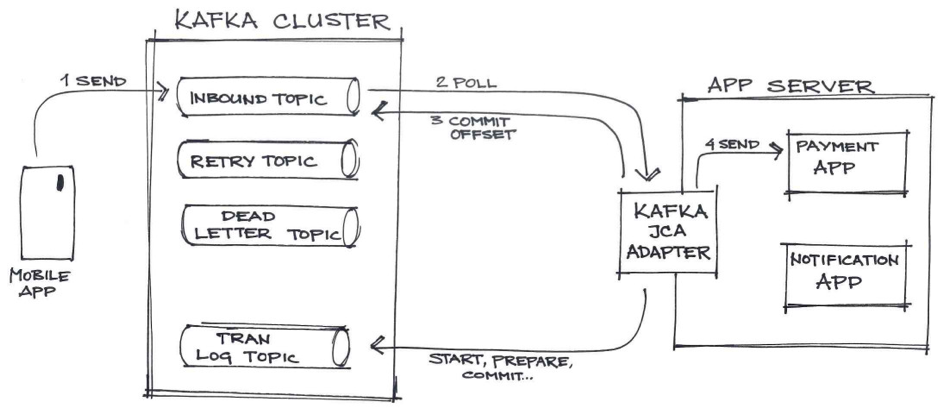 KAFKA CLUSTER
1 SEND
INBOUND TOPIC
2 POLL
3 COMMIT
OFFSET
RETRY TOPIC
DEAD
LETTER TOPIC
TRAN
LOG TOPIC
MOBILE
APP
APP SERVER
4 SEND
PAYMENT
APP
KAFKA
JCA
ADAPTER
NOTIFICATION
APP
START, PREPARE,
COMMIT...